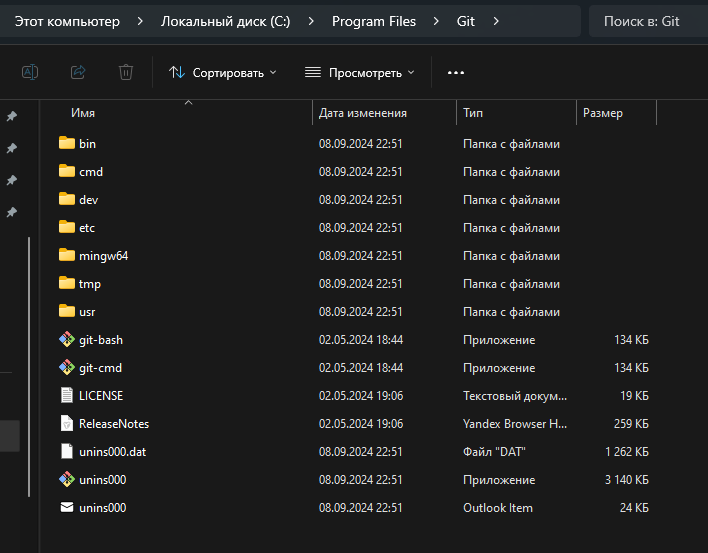 Этот компьютер > Локальный диск (C:) > Program Files > Git > Поиск в: Git
Сортировать Просмотреть •••
Имя Дата изменения Тип Размер
bin 08.09.2024 22:51 Папка с файлами
cmd 08.09.2024 22:51 Папка с файлами
dev 08.09.2024 22:51 Папка с файлами
etc 08.09.2024 22:51 Папка с файлами
mingw64 08.09.2024 22:51 Папка с файлами
tmp 08.09.2024 22:51 Папка с файлами
usr 08.09.2024 22:51 Папка с файлами
git-bash 02.05.2024 18:44 Приложение 134 КБ
git-cmd 02.05.2024 18:44 Приложение 134 КБ
LICENSE 02.05.2024 19:06 Текстовый докум... 19 КБ
ReleaseNotes 02.05.2024 19:06 Yandex Browser H... 259 КБ
unins000.dat 08.09.2024 22:51 Файл "DAT" 1 262 КБ
unins000 08.09.2024 22:51 Приложение 3 140 КБ
unins000 08.09.2024 22:51 Outlook Item 24 КБ